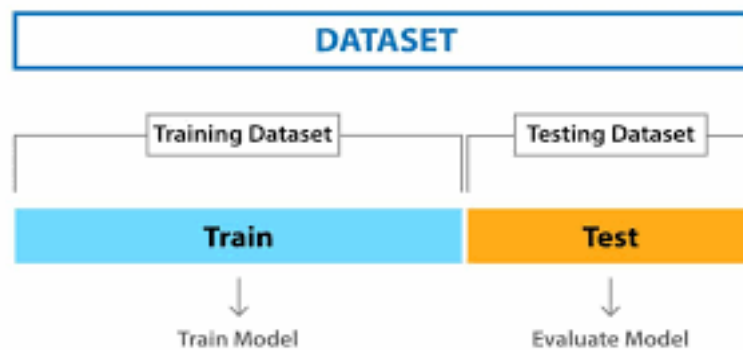 DATASET
Training Dataset
Testing Dataset
Train
Test
Train Model
Evaluate Model